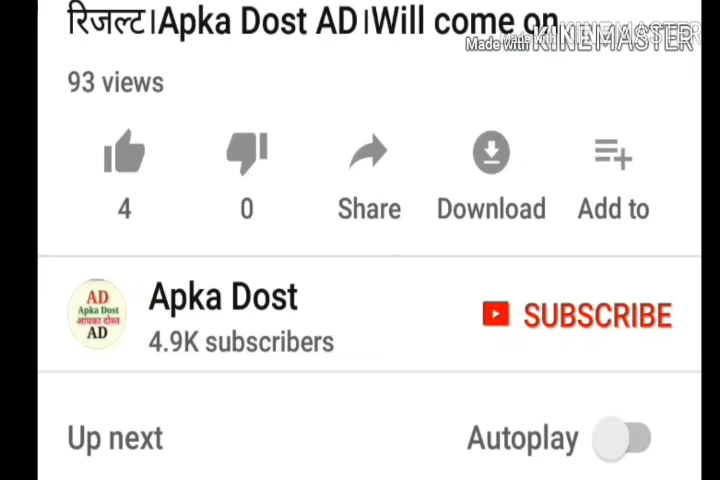 रिजल्ट।Apka Dost AD।Will come on
Made with KINEMASTER
93 views
4
0
Share
Download
Add to
AD
Apka Dost
आपका दोस्त
AD
Apka Dost
4.9K subscribers
SUBSCRIBE
Up next
Autoplay